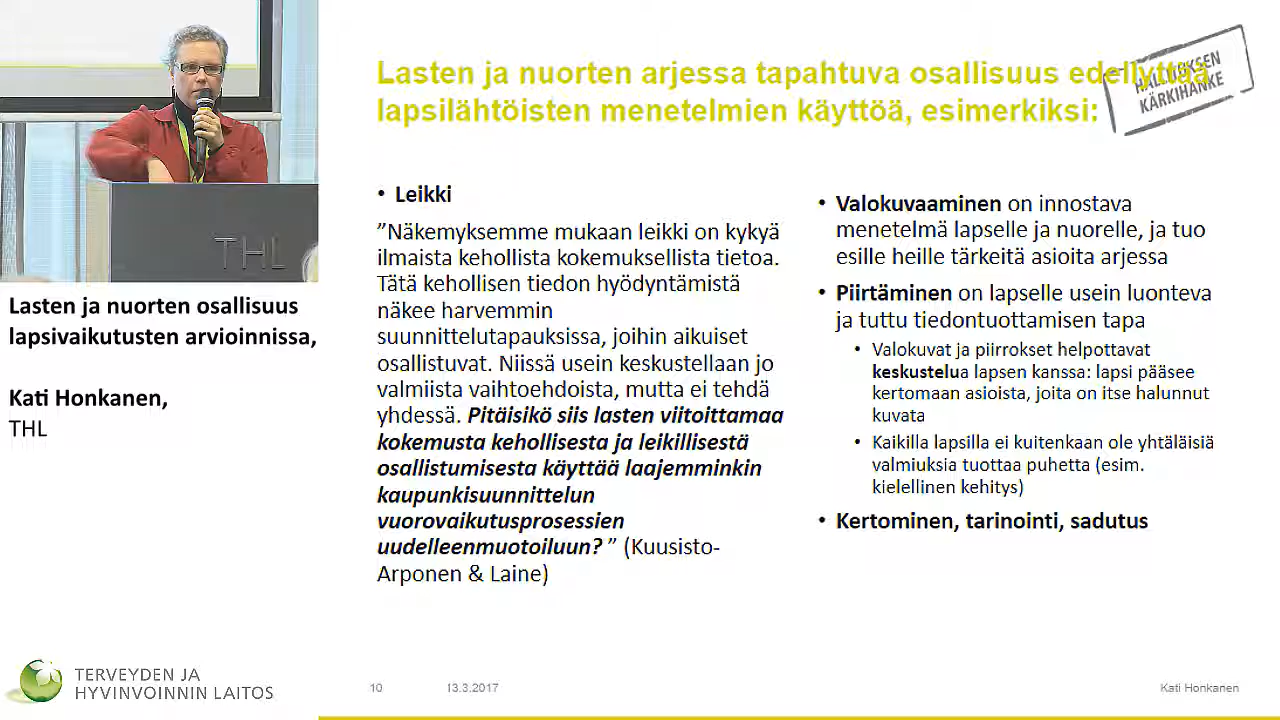 THL
Lasten ja nuorten osallisuus
lapsivaikutusten arvioinnissa,
Kati Honkanen,
THL
TERVEYDEN JA
HYVINVOINNIN LAITOS
Lasten ja nuorten arjessa tapahtuva osallisuus edellyttää
lapsilähtöisten menetelmien käyttöä, esimerkiksi:
HALLITUKSEN
KÄRKIHANKE
• Leikki
”Näkemyksemme mukaan leikki on kykyä
ilmaista kehollista kokemuksellista tietoa.
Tätä kehollisen tiedon hyödyntämistä
näkee harvemmin
suunnittelutapauksissa, joihin aikuiset
osallistuvat. Niissä usein keskustellaan jo
valmiista vaihtoehdoista, mutta ei tehdä
yhdessä. Pitäisikö siis lasten viitoittamaa
kokemusta kehollisesta ja leikillisestä
osallistumisesta käyttää laajemminkin
kaupunkisuunnittelun
vuorovaikutusprosessien
uudelleenmuotoiluun? ” (Kuusisto-
Arponen & Laine)
• Valokuvaaminen on innostava
menetelmä lapselle ja nuorelle, ja tuo
esille heille tärkeitä asioita arjessa
• Piirtäminen on lapselle usein luonteva
ja tuttu tiedontuottamisen tapa
• Valokuvat ja piirrokset helpottavat
keskustelua lapsen kanssa: lapsi pääsee
kertomaan asioista, joita on itse halunnut
kuvata
• Kaikilla lapsilla ei kuitenkaan ole yhtäläisiä
valmiuksia tuottaa puhetta (esim.
kielellinen kehitys)
• Kertominen, tarinointi, sadutus
10
13.3.2017
Kati Honkanen